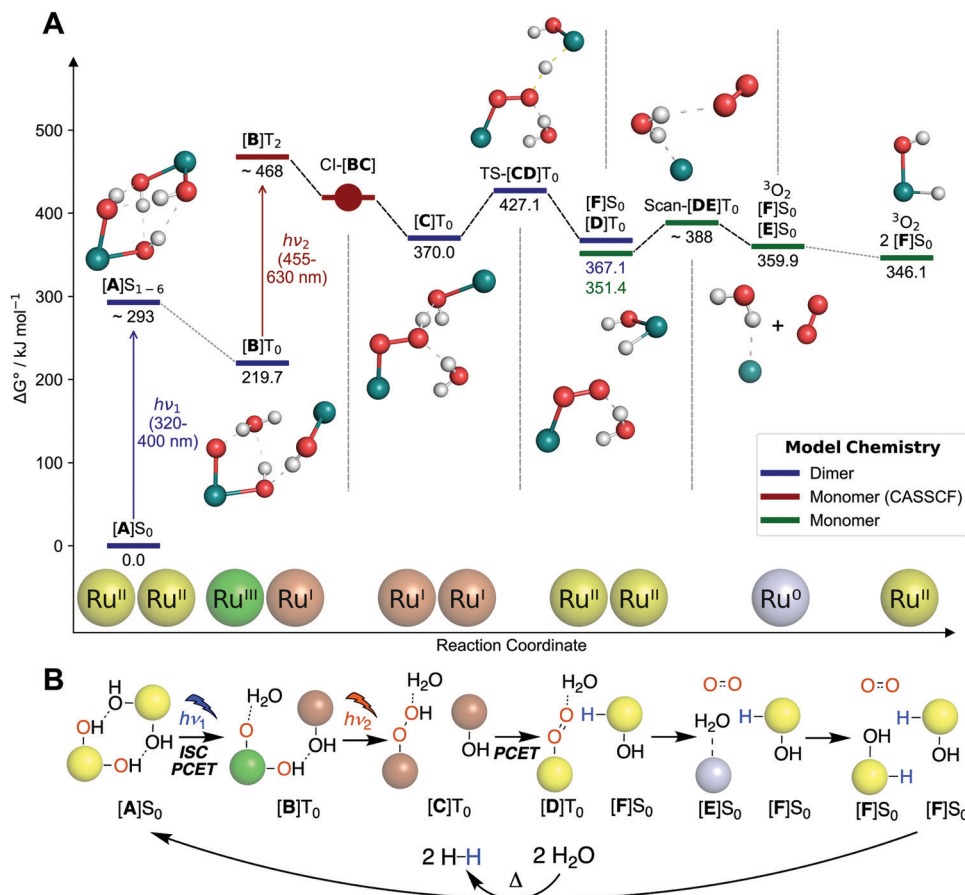 A
ΔG° / kJ mol⁻¹
500
400
300
200
100
0
[A]S₁₋₆
~ 293
hν₁
(320-
400 nm)
[A]S₀
0.0
[B]T₂
~ 468
hν₂
(455-
630 nm)
[B]T₀
219.7
CI-[BC]
[C]T₀
370.0
TS-[CD]T₀
427.1
[F]S₀
[D]T₀
367.1
351.4
Scan-[DE]T₀
~ 388
³O₂
[F]S₀
[E]S₀
359.9
+
³O₂
2 [F]S₀
346.1
Model Chemistry
Dimer
Monomer (CASSCF)
Monomer
Ruᴵᴵ Ruᴵᴵ Ruᴵᴵᴵ Ruᴵ Ruᴵ Ruᴵ Ruᴵᴵ Ruᴵᴵ Ru⁰ Ruᴵᴵ
Reaction Coordinate
B
H
O
O
H
OH
OH
hν₁
ISC
PCET
H₂O
O
OH
OH
hν₂
H₂O
OH
O
OH
PCET
H₂O
O
O
H
OH
O=O
H₂O
H
OH
O=O
OH
H
H
OH
[A]S₀ [B]T₀ [C]T₀ [D]T₀ [F]S₀ [E]S₀ [F]S₀ [F]S₀ [F]S₀
2 H-H 2 H₂O
Δ